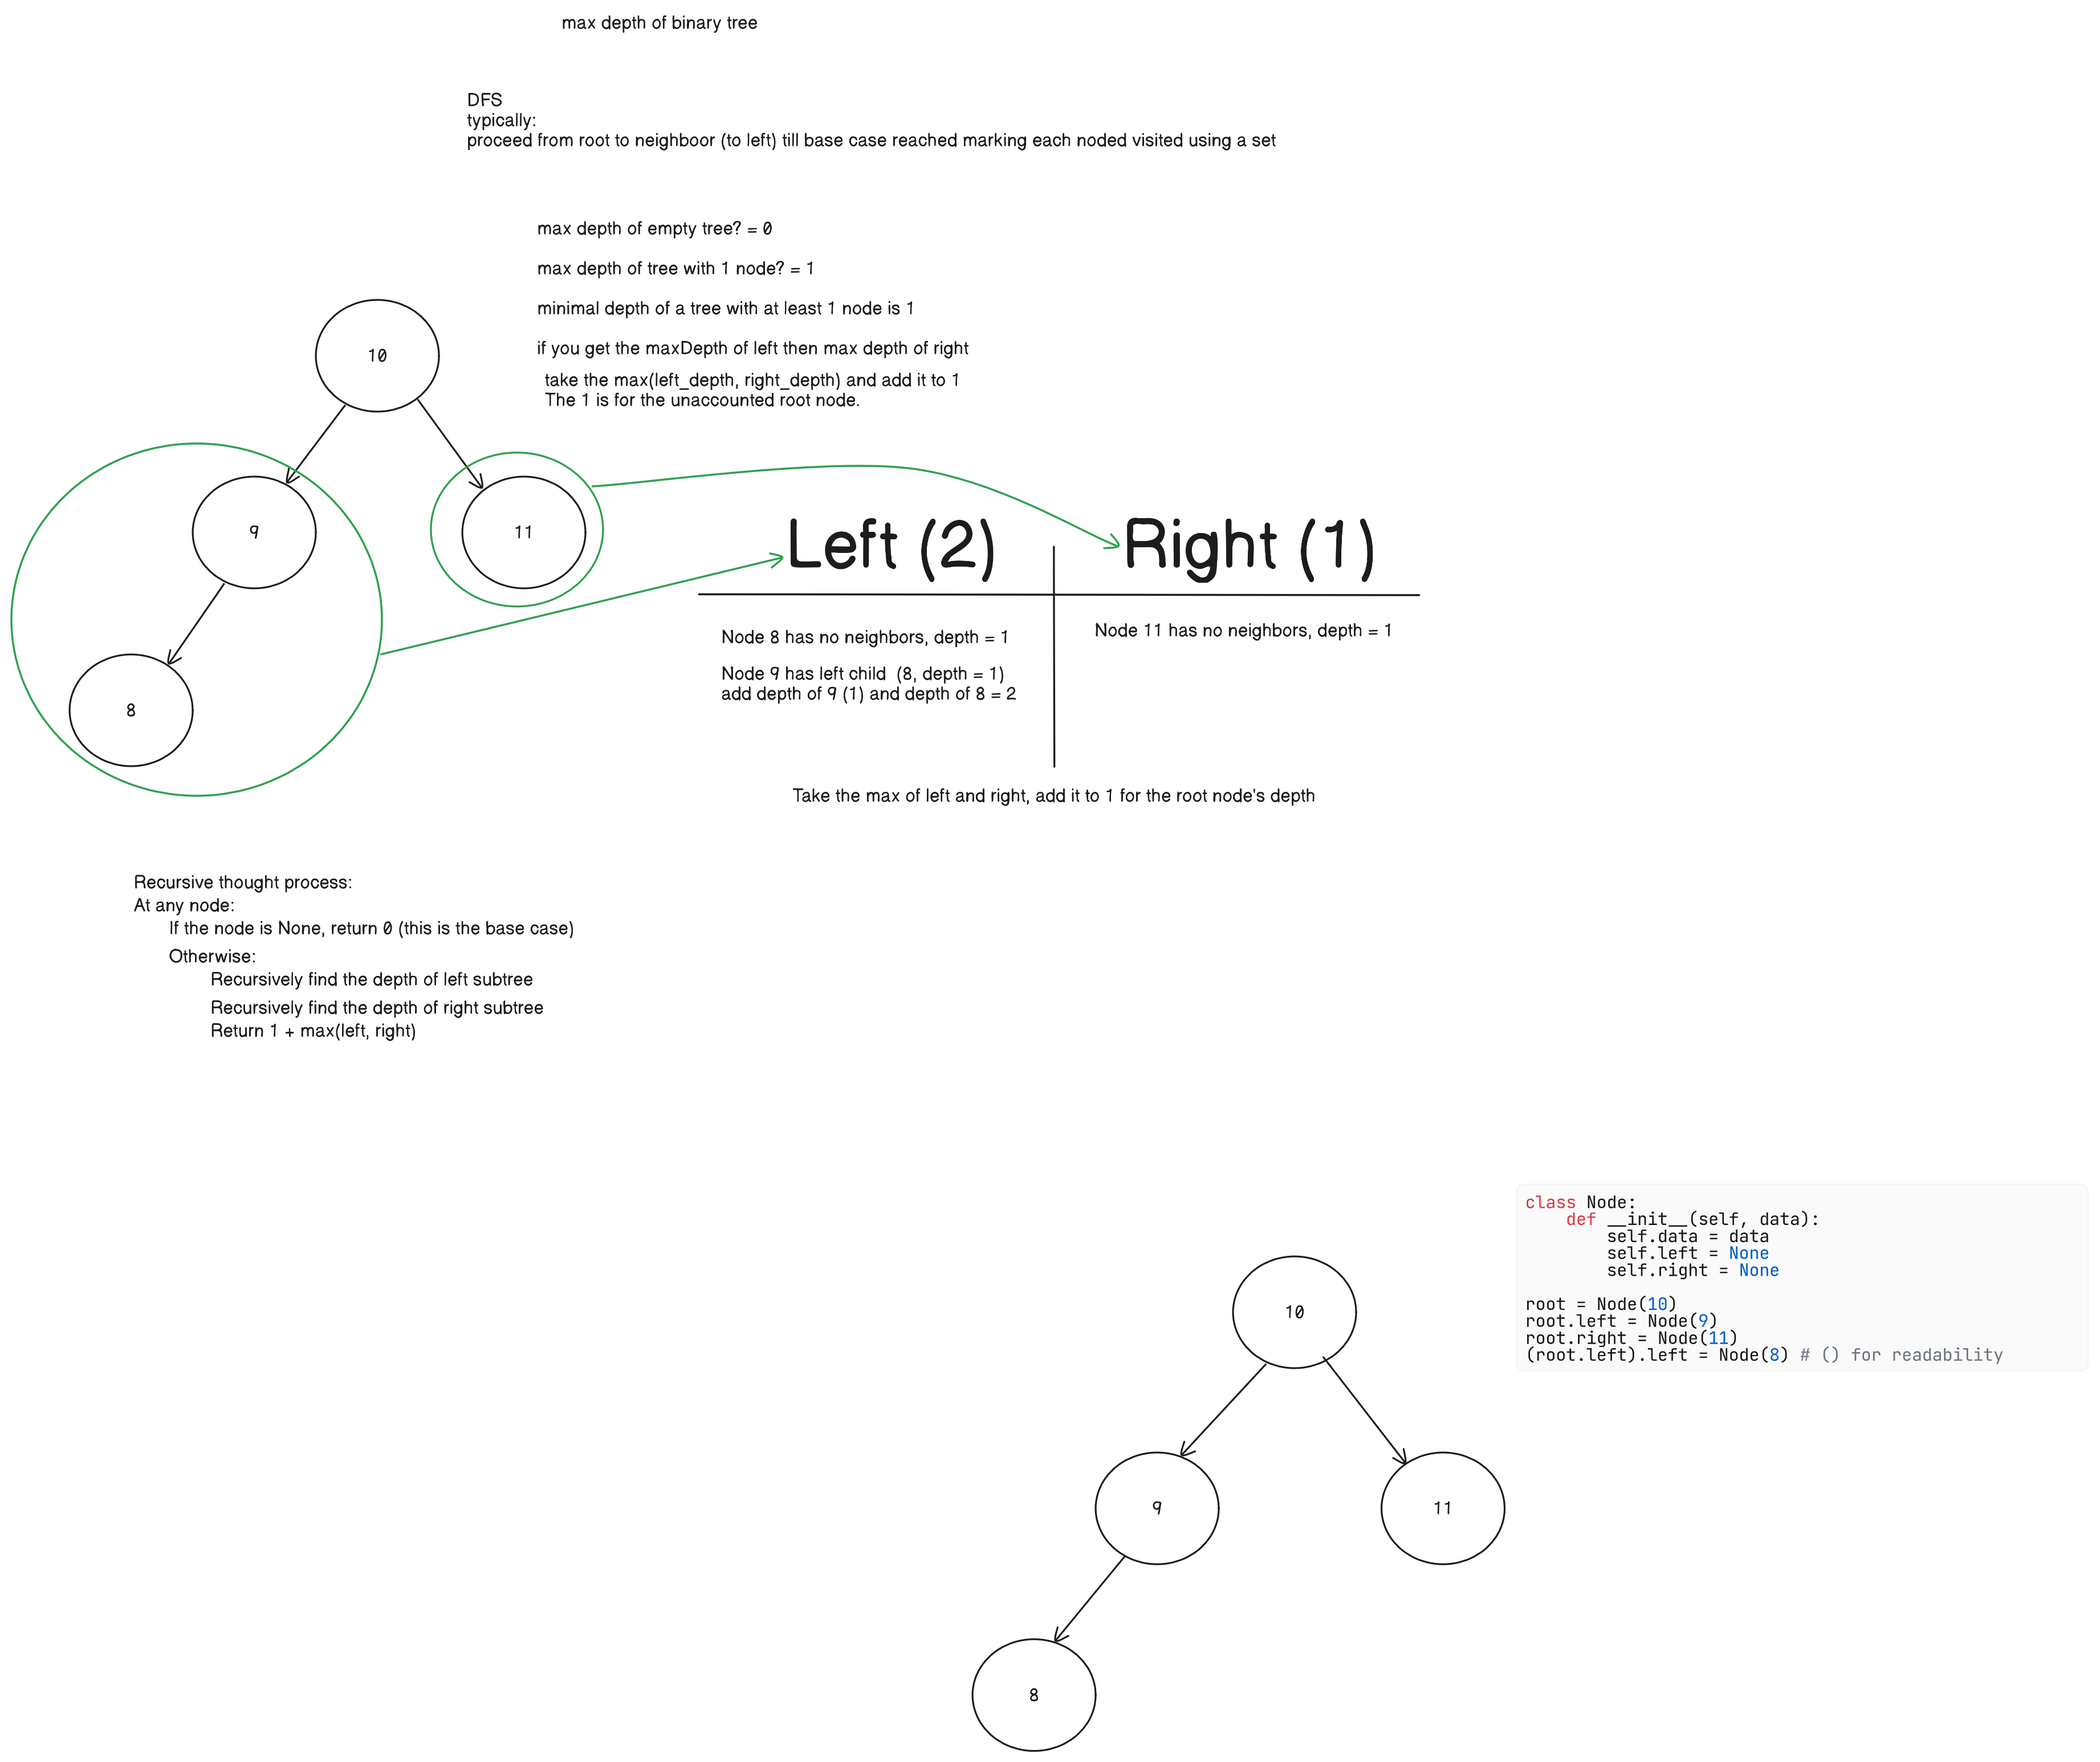 max depth of binary tree
DFS
typically:
proceed from root to neighboor (to left) till base case reached marking each noded visited using a set
max depth of empty tree? = 0
max depth of tree with 1 node? = 1
minimal depth of a tree with at least 1 node is 1
if you get the maxDepth of left then max depth of right
take the max(left_depth, right_depth) and add it to 1
The 1 is for the unaccounted root node.
10
9
11
8
Left (2)
Right (1)
Node 8 has no neighbors, depth = 1
Node 9 has left child  (8, depth = 1)
add depth of 9 (1) and depth of 8 = 2
Node 11 has no neighbors, depth = 1
Take the max of left and right, add it to 1 for the root node's depth
Recursive thought process:
At any node:
If the node is None, return 0 (this is the base case)
Otherwise:
Recursively find the depth of left subtree
Recursively find the depth of right subtree
Return 1 + max(left, right)
class Node:
    def __init__(self, data):
        self.data = data
        self.left = None
        self.right = None
root = Node(10)
root.left = Node(9)
root.right = Node(11)
(root.left).left = Node(8) # () for readability
10
9
11
8